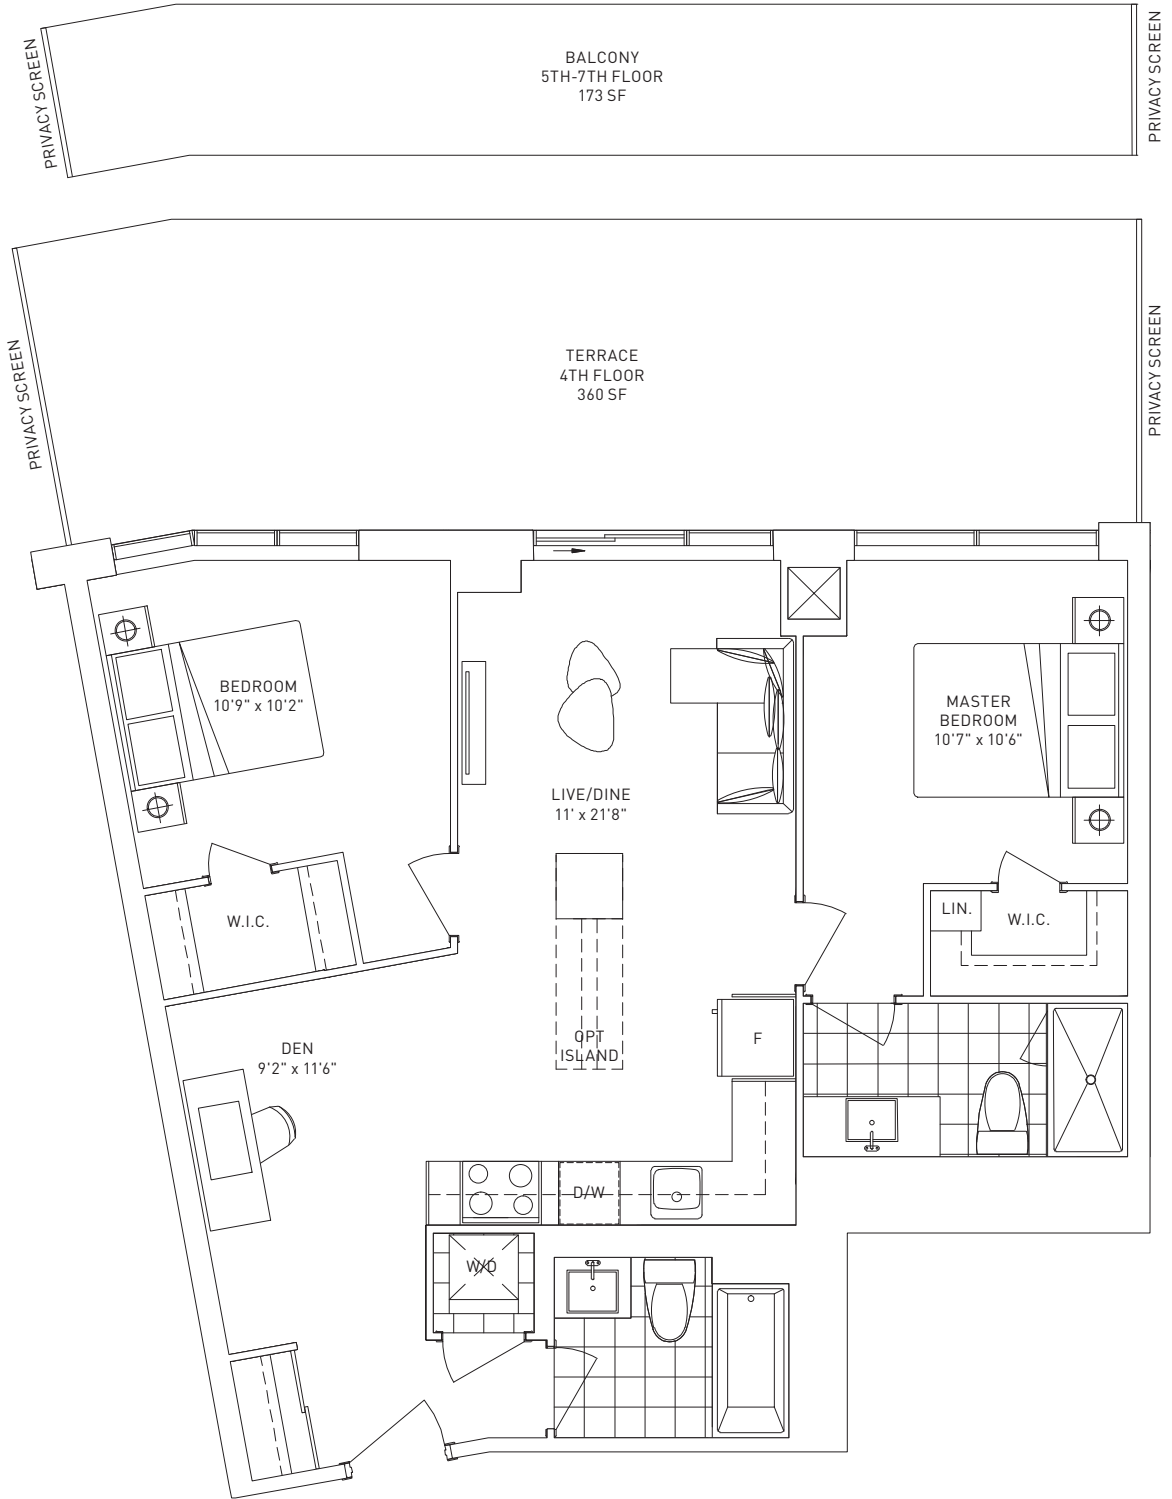 PRIVACY SCREEN
BALCONY
5TH-7TH FLOOR
173 SF
PRIVACY SCREEN
PRIVACY SCREEN
TERRACE
4TH FLOOR
360 SF
PRIVACY SCREEN
BEDROOM
10'9" x 10'2"
MASTER
BEDROOM
10'7" x 10'6"
LIVE/DINE
11' x 21'8"
W.I.C.
LIN.
W.I.C.
DEN
9'2" x 11'6"
OPT
ISLAND
F
D/W
W/D